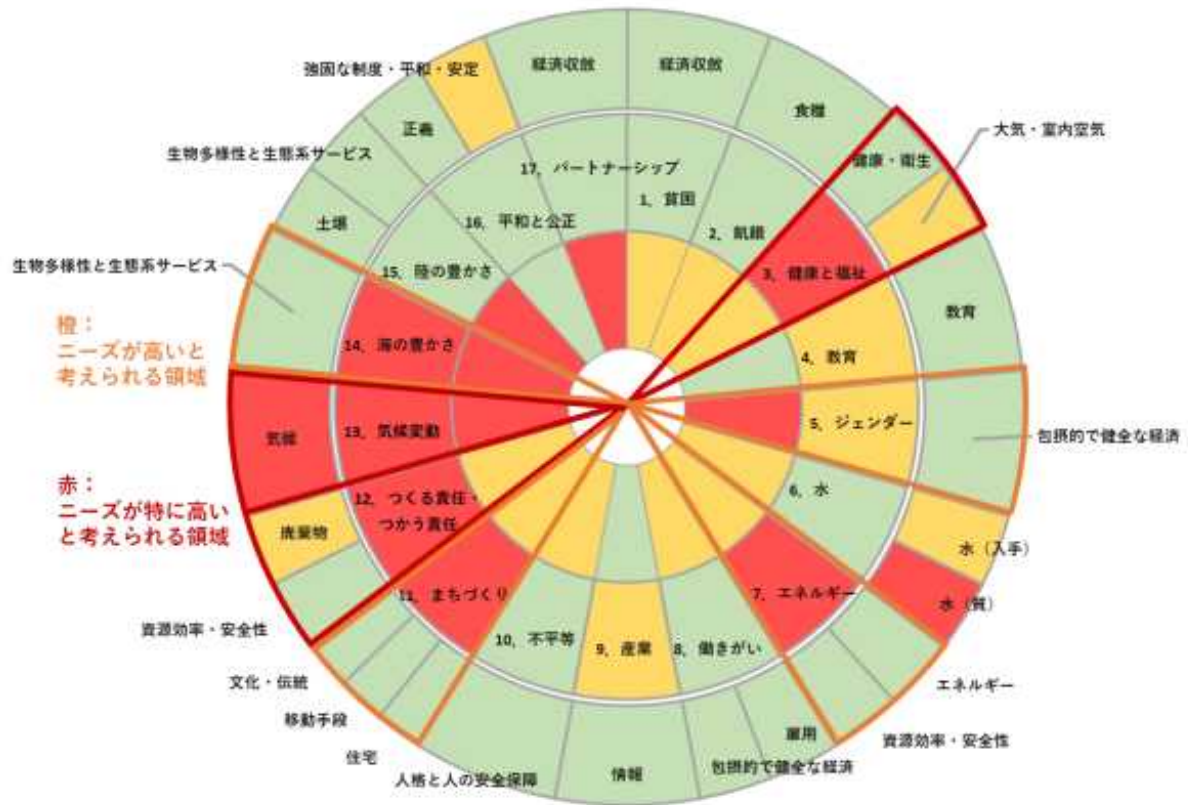 経済収斂
経済収斂
強固な制度・平和・安定
食糧
正義
大気・室内空気
生物多様性と生態系サービス
健康・衛生
17, パートナーシップ
1, 貧困
土壌
16, 平和と公正
2, 飢餓
生物多様性と生態系サービス
15, 陸の豊かさ
3, 健康と福祉
教育
橙:
ニーズが高いと
考えられる領域
14, 海の豊かさ
4, 教育
気候
13, 気候変動
5, ジェンダー
包摂的で健全な経済
赤:
ニーズが特に高い
と考えられる領域
12, つくる責任・
つかう責任
6, 水
廃棄物
水(入手)
11, まちづくり
7, エネルギー
水(質)
資源効率・安全性
10, 不平等
9, 産業
8, 働きがい
文化・伝統
エネルギー
移動手段
雇用
資源効率・安全性
住宅
人格と人の安全保障
情報
包摂的で健全な経済